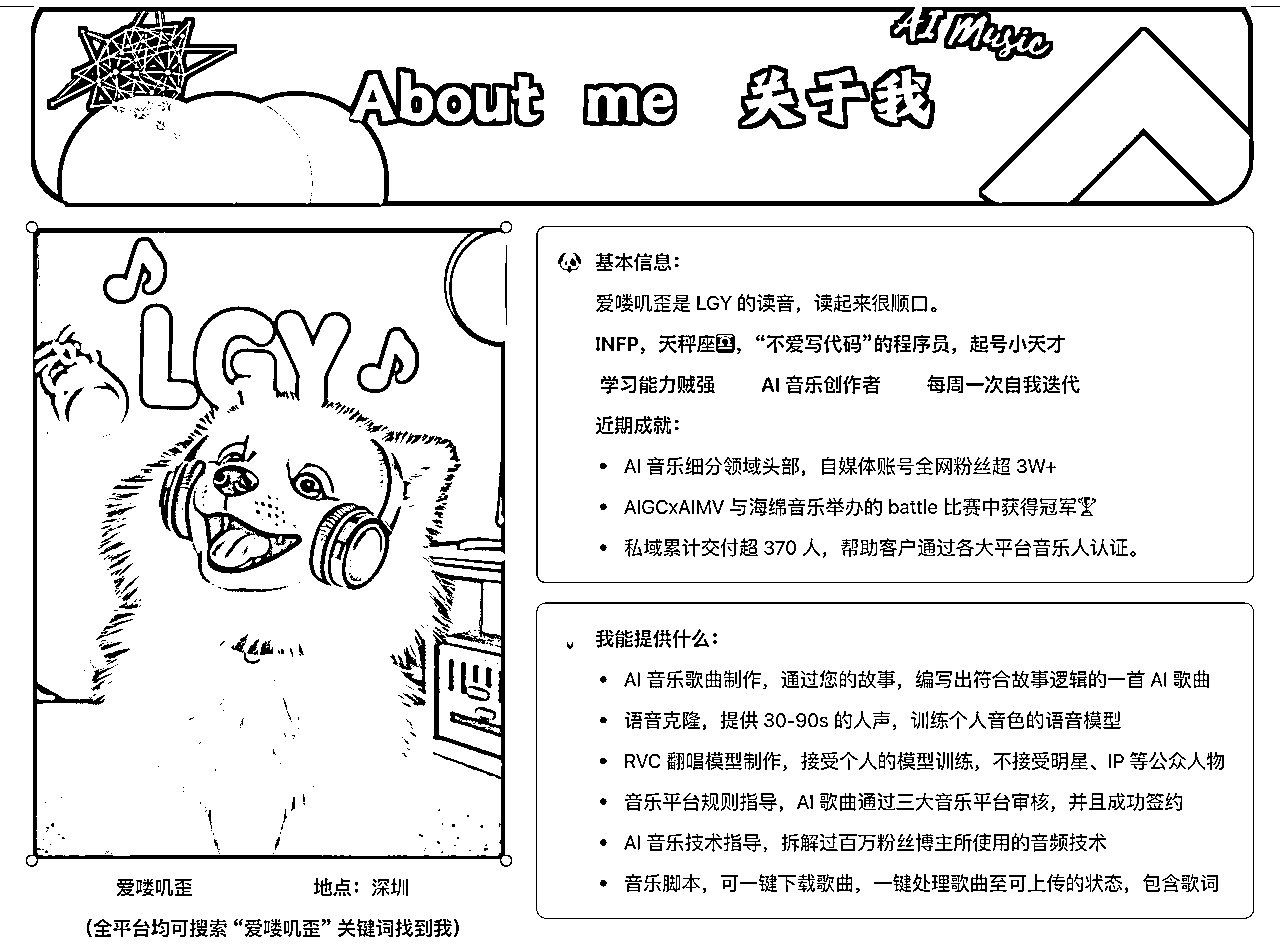 AI Music
About me 关于我
LGY
爱喽叽歪 地点：深圳
（全平台均可搜索 “爱喽叽歪” 关键词找到我）
基本信息：
爱喽叽歪是 LGY 的读音，读起来很顺口。
INFP，天秤座♎，“不爱写代码”的程序员，起号小天才
学习能力贼强 AI 音乐创作者 每周一次自我迭代
近期成就：
• AI 音乐细分领域头部，自媒体账号全网粉丝超 3W+
• AIGCxAIMV 与海绵音乐举办的 battle 比赛中获得冠军🏆
• 私域累计交付超 370 人，帮助客户通过各大平台音乐人认证。
我能提供什么：
• AI 音乐歌曲制作，通过您的故事，编写出符合故事逻辑的一首 AI 歌曲
• 语音克隆，提供 30-90s 的人声，训练个人音色的语音模型
• RVC 翻唱模型制作，接受个人的模型训练，不接受明星、IP 等公众人物
• 音乐平台规则指导，AI 歌曲通过三大音乐平台审核，并且成功签约
• AI 音乐技术指导，拆解过百万粉丝博主所使用的音频技术
• 音乐脚本，可一键下载歌曲，一键处理歌曲至可上传的状态，包含歌词